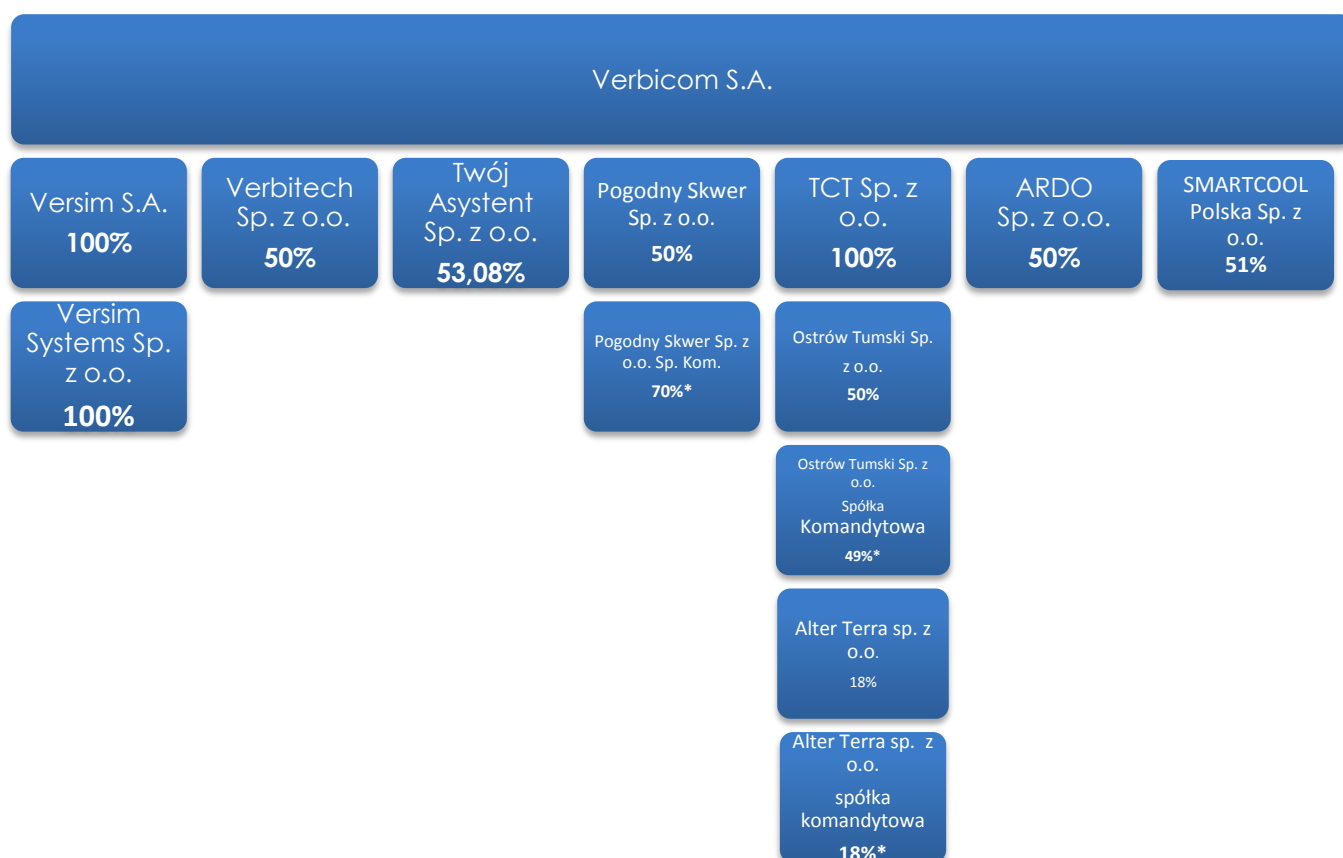 Verbicom S.A.
Versim S.A.
100%
Verbitech
Sp. z o.o.
50%
Twój
Asystent
Sp. z o.o.
53,08%
Pogodny Skwer
Sp. z o.o.
50%
TCT Sp. z
o.o.
100%
ARDO
Sp. z o.o.
50%
SMARTCOOL
Polska Sp. z
o.o.
51%
Versim
Systems Sp.
z o.o.
100%
Pogodny Skwer Sp. z
o.o. Sp. Kom.
70%*
Ostrów Tumski Sp.
z o.o.
50%
Ostrów Tumski Sp. z
o.o.
Spółka
Komandytowa
49%*
Alter Terra sp. z
o.o.
18%
Alter Terra sp. z
o.o.
spółka
komandytowa
18%*